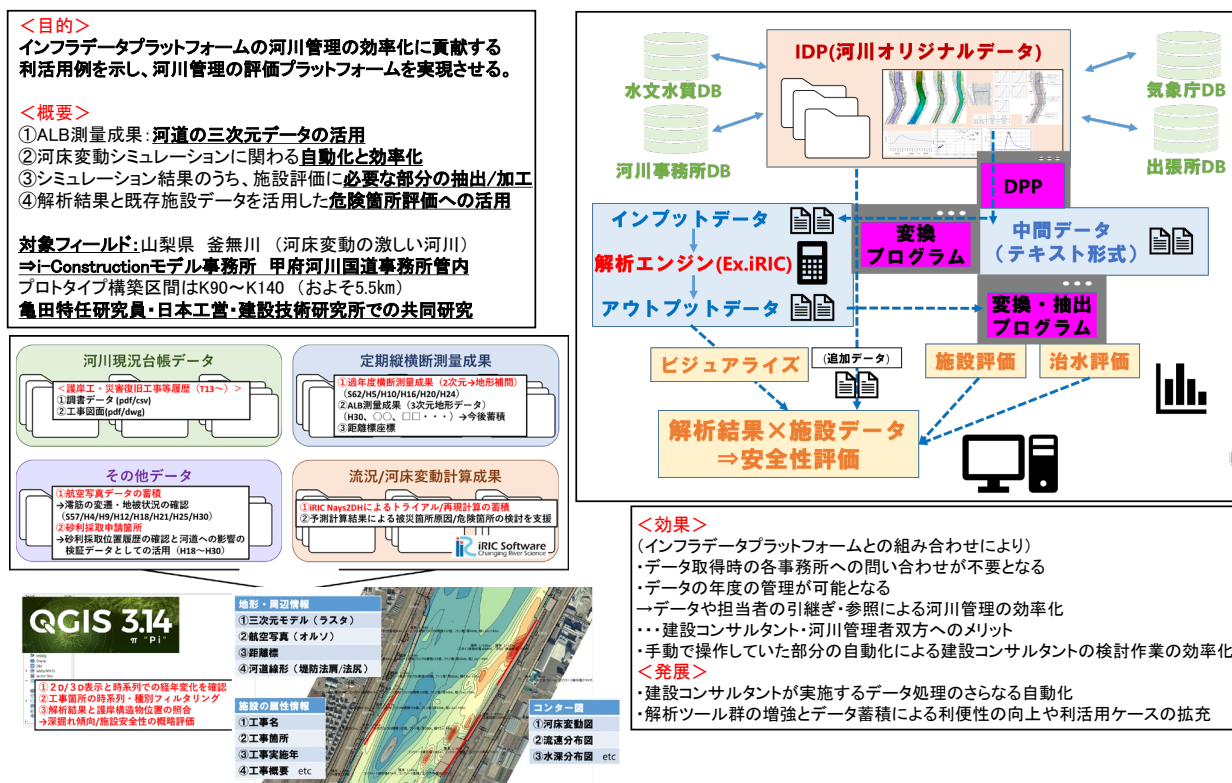 ＜目的＞
インフラデータプラットフォームの河川管理の効率化に貢献する
利活用例を示し、河川管理の評価プラットフォームを実現させる。
＜概要＞
①ALB測量成果：河道の三次元データの活用
②河床変動シミュレーションに関わる自動化と効率化
③シミュレーション結果のうち、施設評価に必要な部分の抽出/加工
④解析結果と既存施設データを活用した危険箇所評価への活用
対象フィールド：山梨県　釜無川　（河床変動の激しい河川）
⇒i-Constructionモデル事務所　甲府河川国道事務所管内
プロトタイプ構築区間はK90～K140　（およそ5.5km）
亀田特任研究員・日本工営・建設技術研究所での共同研究
IDP(河川オリジナルデータ)
水文水質DB
河川事務所DB
気象庁DB
出張所DB
DPP
インプットデータ
解析エンジン(Ex.iRIC)
アウトプットデータ
変換
プログラム
中間データ
（テキスト形式）
変換・抽出
プログラム
ビジュアライズ
(追加データ)
施設評価
治水評価
解析結果×施設データ
⇒安全性評価
河川現況台帳データ
＜護岸工・災害復旧工事等履歴（T13～）＞
①調書データ(pdf/csv)
②工事図面(pdf/dwg)
定期縦横断測量成果
①過年度横断測量成果（2次元→地形補間）
（S62/H5/H10/H16/H20/H24）
②ALB測量成果（3次元地形データ）
（H30、○○、□□・・・）→今後蓄積
③距離標座標
その他データ
①航空写真データの蓄積
→澪筋の変遷・地被状況の確認
（S57/H4/H9/H12/H18/H21/H25/H30）
②砂利採取申請箇所
→砂利採取位置履歴の確認と河道への影響の
検証データとしての活用（H18～H30）
流況/河床変動計算成果
①iRIC Nays2DHによるトライアル/再現計算の蓄積
②予測計算結果による被災箇所原因/危険箇所の検討を支援
iRIC Software
Changing River Science
QGIS 3.14
π "Pi"
①2D/3D表示と時系列での経年変化を確認
②工事箇所の時系列・種別フィルタリング
③解析結果と護岸構造物位置の照合
→深掘れ傾向/施設安全性の概略評価
地形・周辺情報
①三次元モデル（ラスタ）
②航空写真（オルソ）
③距離標
④河道線形（堤防法肩/法尻）
施設の属性情報
①工事名
②工事箇所
③工事実施年
④工事概要　etc
コンター図
①河床変動図
②流速分布図
③水深分布図　etc
＜効果＞
（インフラデータプラットフォームとの組み合わせにより）
・データ取得時の各事務所への問い合わせが不要となる
・データの年度の管理が可能となる
→データや担当者の引継ぎ・参照による河川管理の効率化
・・・建設コンサルタント・河川管理者双方へのメリット
・手動で操作していた部分の自動化による建設コンサルタントの検討作業の効率化
＜発展＞
・建設コンサルタントが実施するデータ処理のさらなる自動化
・解析ツール群の増強とデータ蓄積による利便性の向上や利活用ケースの拡充